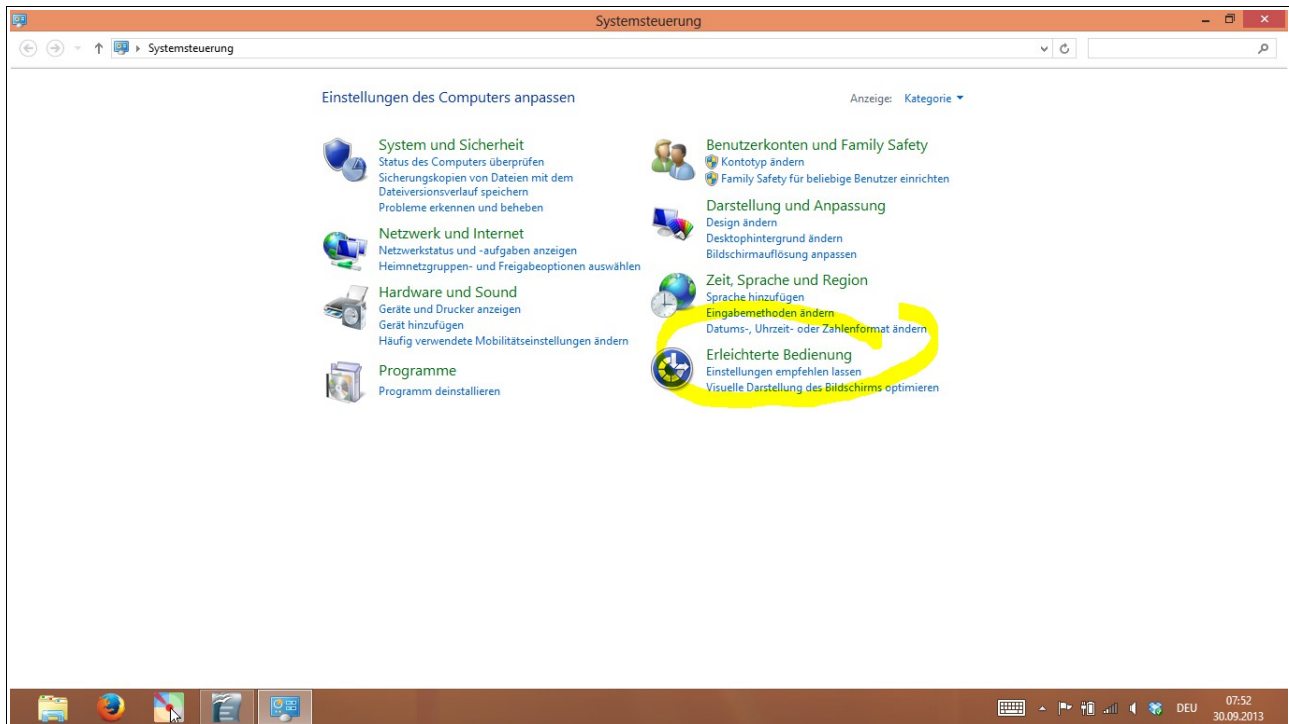 Systemsteuerung
Systemsteuerung
Einstellungen des Computers anpassen
Anzeige: Kategorie
System und Sicherheit
Status des Computers überprüfen
Sicherungskopien von Dateien mit dem
Dateiversionsverlauf speichern
Probleme erkennen und beheben
Netzwerk und Internet
Netzwerkstatus und -aufgaben anzeigen
Heimnetzgruppen- und Freigabeoptionen auswählen
Hardware und Sound
Geräte und Drucker anzeigen
Gerät hinzufügen
Häufig verwendete Mobilitätseinstellungen ändern
Programme
Programm deinstallieren
Benutzerkonten und Family Safety
Kontotyp ändern
Family Safety für beliebige Benutzer einrichten
Darstellung und Anpassung
Design ändern
Desktophintergrund ändern
Bildschirmauflösung anpassen
Zeit, Sprache und Region
Sprache hinzufügen
Eingabemethoden ändern
Datums-, Uhrzeit- oder Zahlenformat ändern
Erleichterte Bedienung
Einstellungen empfehlen lassen
Visuelle Darstellung des Bildschirms optimieren
DEU
07:52
30.09.2013